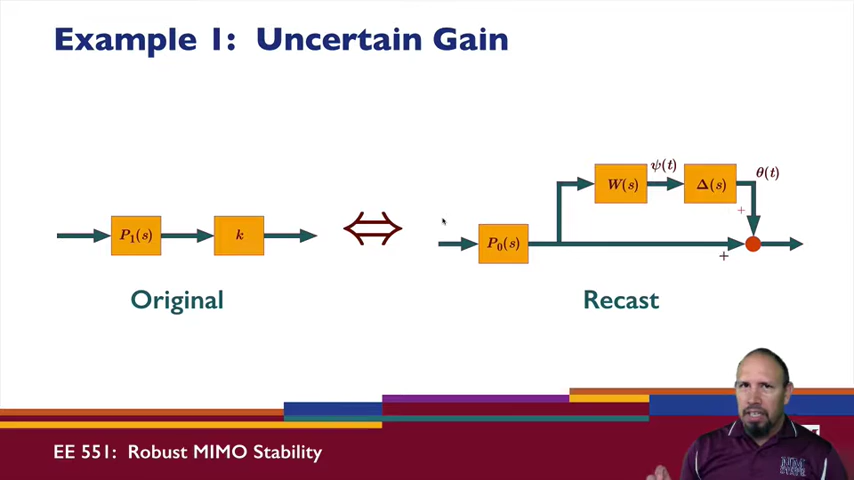 Example 1: Uncertain Gain
P₁(s)
k
Original
W(s)
ψ(t)
Δ(s)
θ(t)
+
P₀(s)
+
Recast
EE 551: Robust MIMO Stability